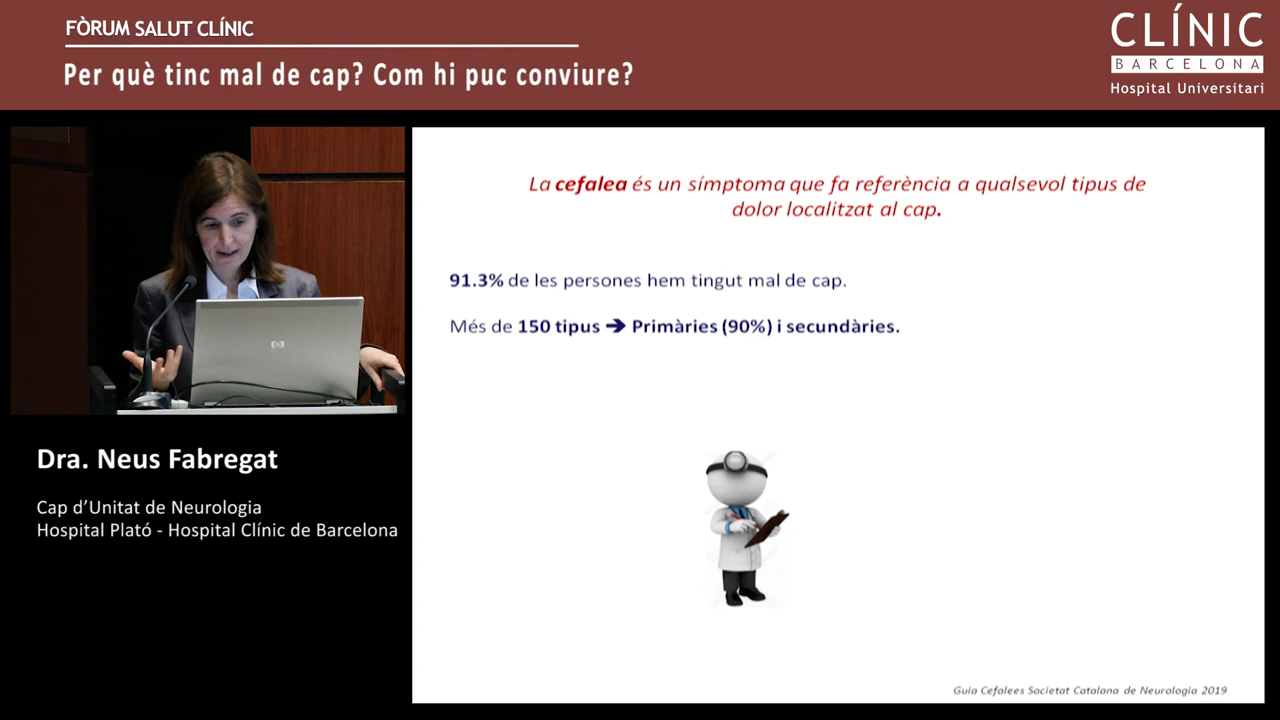 FÒRUM SALUT CLÍNIC
Per què tinc mal de cap? Com hi puc conviure?
CLÍNIC
BARCELONA
Hospital Universitari
La cefalea és un símptoma que fa referència a qualsevol tipus de
dolor localitzat al cap.
91.3% de les persones hem tingut mal de cap.
Més de 150 tipus ➔ Primàries (90%) i secundàries.
hp
Dra. Neus Fabregat
Cap d'Unitat de Neurologia
Hospital Plató - Hospital Clínic de Barcelona
Guia Cefalees Societat Catalana de Neurologia 2019